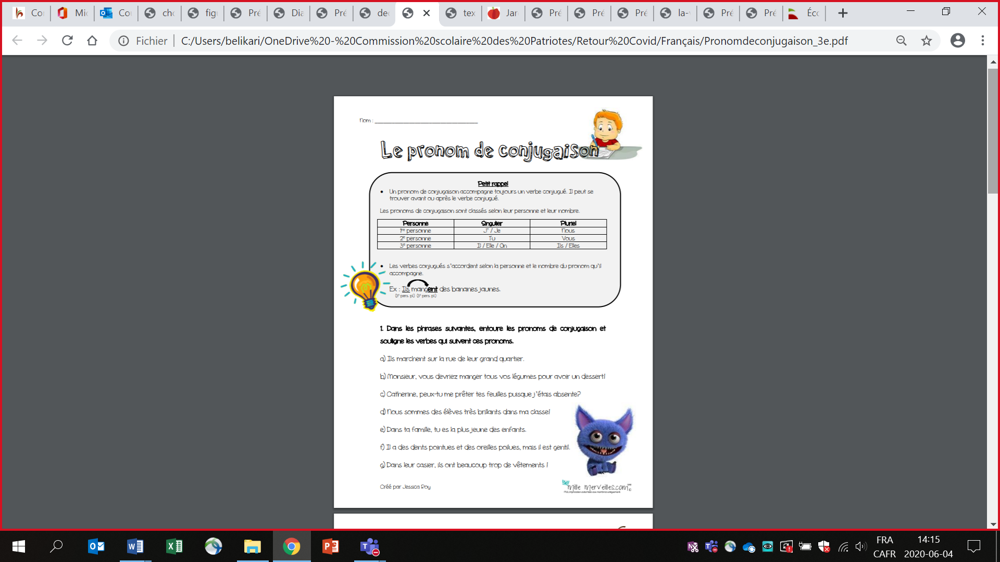 Coi
Mic
Coi
cho
figu
Pré
Dia
Pré
dec
tex
Jar
Pré
Pré
Pré
la-v
Pré
Pré
Écc
Fichier
C:/Users/belikari/OneDrive%20-%20Commission%20scolaire%20des%20Patriotes/Retour%20Covid/Français/Pronomdeconjugaison_3e.pdf
Nom :
Le pronom de conjugaison
Petit rappel
• Un pronom de conjugaison accompagne toujours un verbe conjugué. Il peut se
trouver avant ou après le verbe conjugué.
Les pronoms de conjugaison sont classés selon leur personne et leur nombre.
Personne Singulier Pluriel
1re personne J' / Je Nous
2e personne Tu Vous
3e personne Il / Elle / On Ils / Elles
• Les verbes conjugués s'accordent selon la personne et le nombre du pronom qu'il
accompagne.
Ex : Ils mangent des bananes jaunes.
(3e pers. pl.) (3e pers. pl.)
1. Dans les phrases suivantes, entoure les pronoms de conjugaison et
souligne les verbes qui suivent ces pronoms.
a) Ils marchent sur la rue de leur grand quartier.
b) Monsieur, vous devriez manger tous vos légumes pour avoir un dessert!
c) Catherine, peux-tu me prêter tes feuilles puisque j'étais absente?
d) Nous sommes des élèves très brillants dans ma classe!
e) Dans ta famille, tu es la plus jeune des enfants.
f) Il a des dents pointues et des oreilles poilues, mais il est gentil.
g) Dans leur casier, ils ont beaucoup trop de vêtements !
Créé par Jessica Roy
Mille Merveilles.com
FRA
CAFR
14:15
2020-06-04